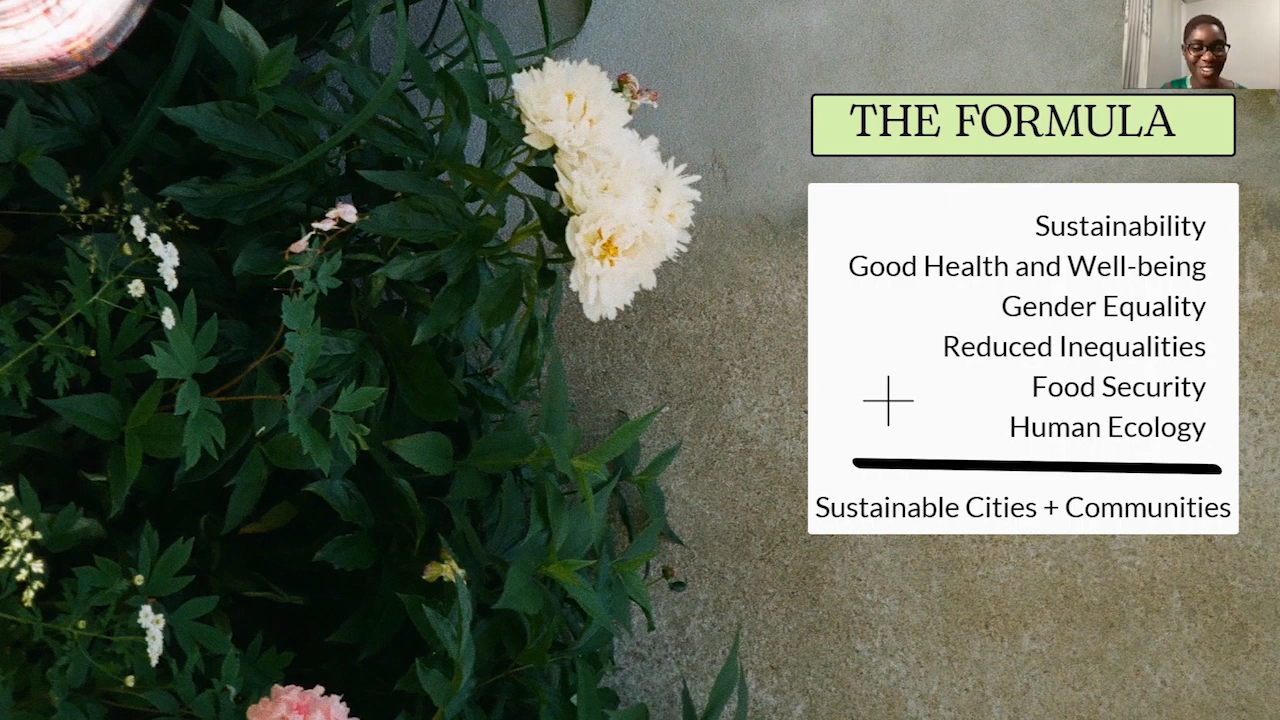 THE FORMULA
Sustainability
Good Health and Well-being
Gender Equality
Reduced Inequalities
Food Security
+ Human Ecology
Sustainable Cities + Communities